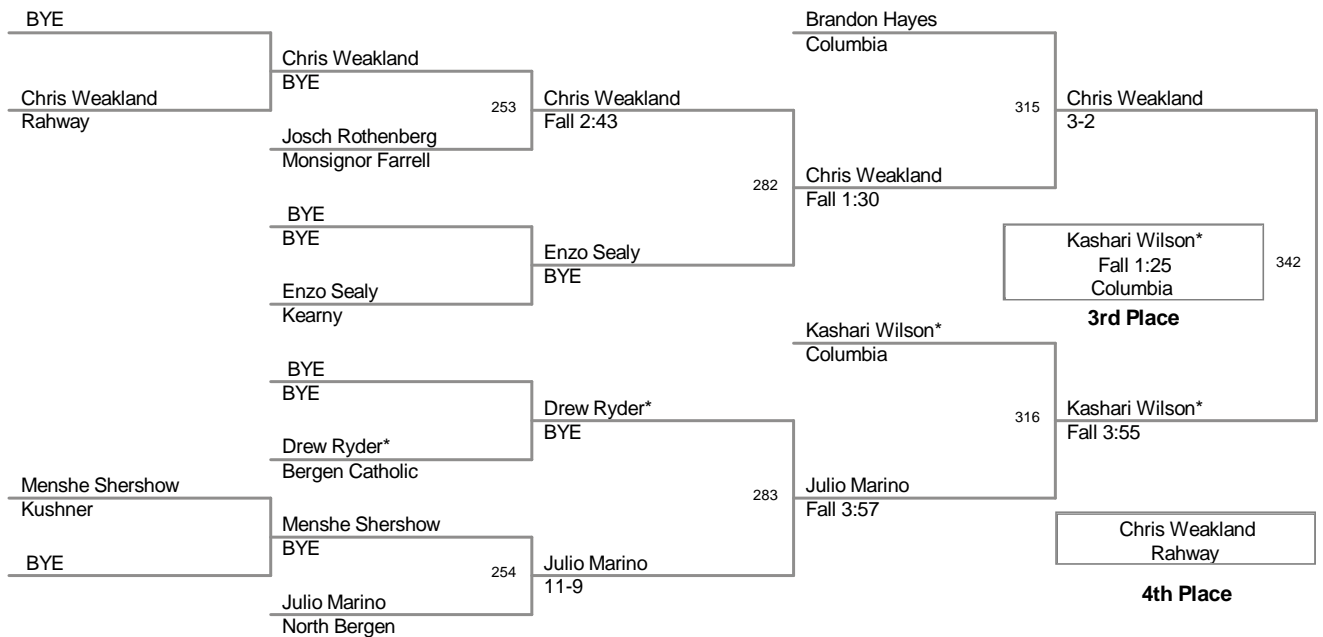 BYE
Brandon Hayes
Columbia
Chris Weakland
BYE
Chris Weakland
Rahway
253
Chris Weakland
Fall 2:43
315
Chris Weakland
3-2
Josch Rothenberg
Monsignor Farrell
282
Chris Weakland
Fall 1:30
BYE
BYE
Enzo Sealy
BYE
Kashari Wilson*
Fall 1:25
Columbia
342
3rd Place
Enzo Sealy
Kearny
Kashari Wilson*
Columbia
BYE
BYE
Drew Ryder*
BYE
316
Kashari Wilson*
Fall 3:55
Drew Ryder*
Bergen Catholic
Menshe Shershow
Kushner
283
Julio Marino
Fall 3:57
Menshe Shershow
BYE
Chris Weakland
Rahway
BYE
254
Julio Marino
11-9
4th Place
Julio Marino
North Bergen